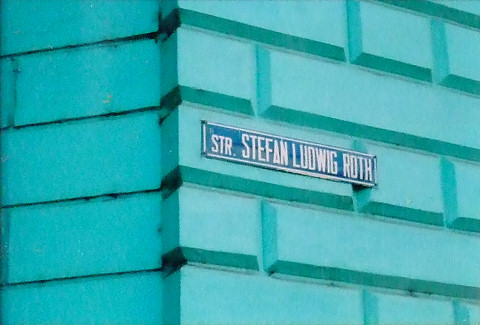 STR. STEFAN LUDWIG ROTH